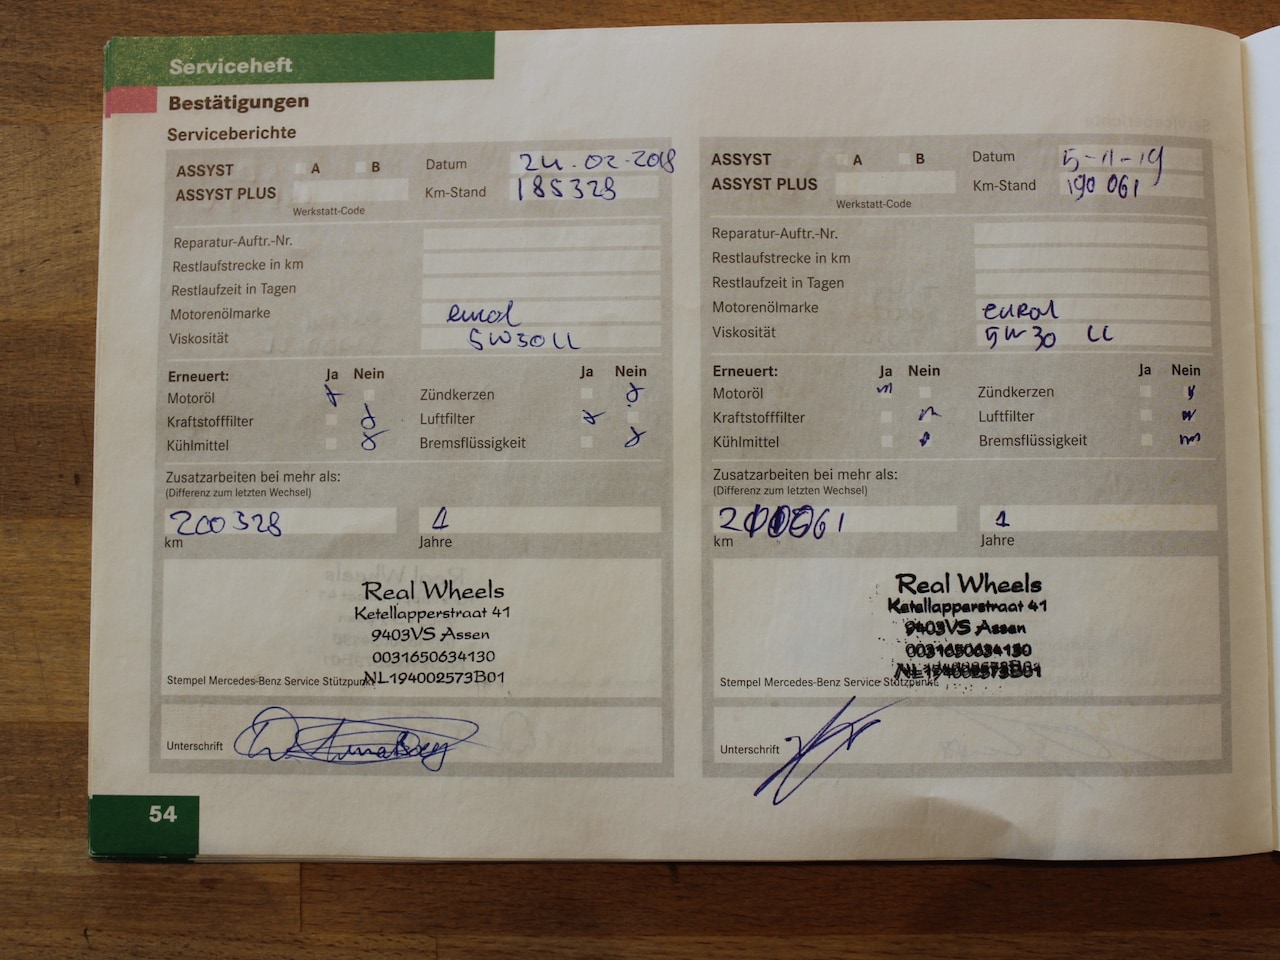 Serviceheft
Bestätigungen
Serviceberichte
ASSYST A B Datum 24.02.2018
ASSYST PLUS Km-Stand 185328
Werkstatt-Code
Reparatur-Auftr.-Nr.
Restlaufstrecke in km
Restlaufzeit in Tagen
Motorenölmarke eurol
Viskosität 5W30 LL
Erneuert: Ja Nein Ja Nein
Motoröl Zündkerzen
Kraftstofffilter Luftfilter
Kühlmittel Bremsflüssigkeit
Zusatzarbeiten bei mehr als:
(Differenz zum letzten Wechsel)
200328 1
km Jahre
Real Wheels
Ketellapperstraat 41
9403VS Assen
0031650634130
NL194002573B01
Stempel Mercedes-Benz Service Stützpunkt
Unterschrift
54
ASSYST A B Datum 5-11-19
ASSYST PLUS Km-Stand 190 061
Werkstatt-Code
Reparatur-Auftr.-Nr.
Restlaufstrecke in km
Restlaufzeit in Tagen
Motorenölmarke eurol
Viskosität 5W30 LL
Erneuert: Ja Nein Ja Nein
Motoröl Zündkerzen
Kraftstofffilter Luftfilter
Kühlmittel Bremsflüssigkeit
Zusatzarbeiten bei mehr als:
(Differenz zum letzten Wechsel)
1
km Jahre
Real Wheels
Ketellapperstraat 41
9403VS Assen
0031650634130
NL194002573B01
Stempel Mercedes-Benz Service Stützpunkt
Unterschrift